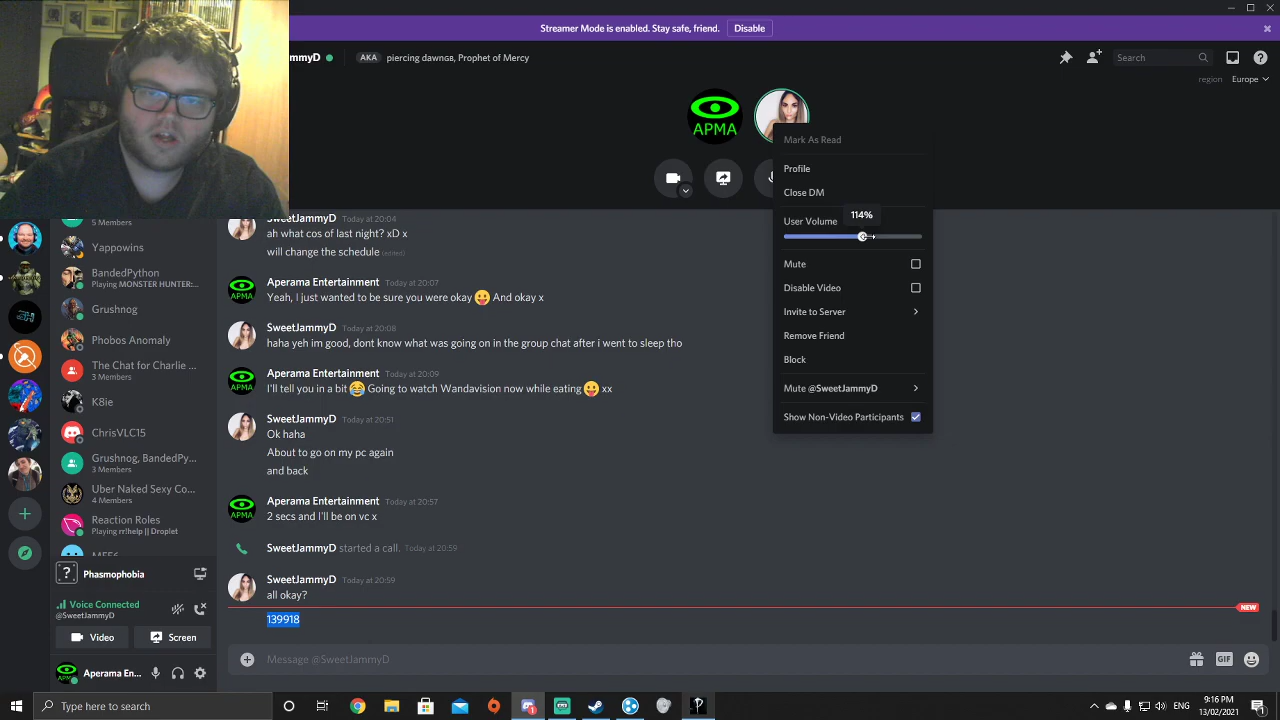 Streamer Mode is enabled. Stay safe, friend.
Disable
mmyD
AKA
piercing dawnɢʙ, Prophet of Mercy
Search
region
Europe
APMA
Mark As Read
Profile
Close DM
114%
User Volume
Mute
Disable Video
Invite to Server
Remove Friend
Block
Mute @SweetJammyD
Show Non-Video Participants
5 Members
Yappowins
BandedPython
Playing MONSTER HUNTER:...
Grushnog
Phobos Anomaly
The Chat for Charlie ...
3 Members
K8ie
ChrisVLC15
Grushnog, BandedPy...
3 Members
Uber Naked Sexy Co...
4 Members
Reaction Roles
Playing rr!help || Droplet
MEE6
Phasmophobia
Voice Connected
@SweetJammyD
Video
Screen
Aperama En...
SweetJammyD Today at 20:04
ah what cos of last night? xD x
will change the schedule (edited)
Aperama Entertainment Today at 20:07
Yeah, I just wanted to be sure you were okay 😛 And okay x
SweetJammyD Today at 20:08
haha yeh im good, dont know what was going on in the group chat after i went to sleep tho
Aperama Entertainment Today at 20:09
I'll tell you in a bit 😂 Going to watch Wandavision now while eating 😛 xx
SweetJammyD Today at 20:51
Ok haha
About to go on my pc again
and back
Aperama Entertainment Today at 20:57
2 secs and I'll be on vc x
SweetJammyD started a call. Today at 20:59
SweetJammyD Today at 20:59
all okay?
NEW
139918
Message @SweetJammyD
GIF
Type here to search
9:16 PM
13/02/2021